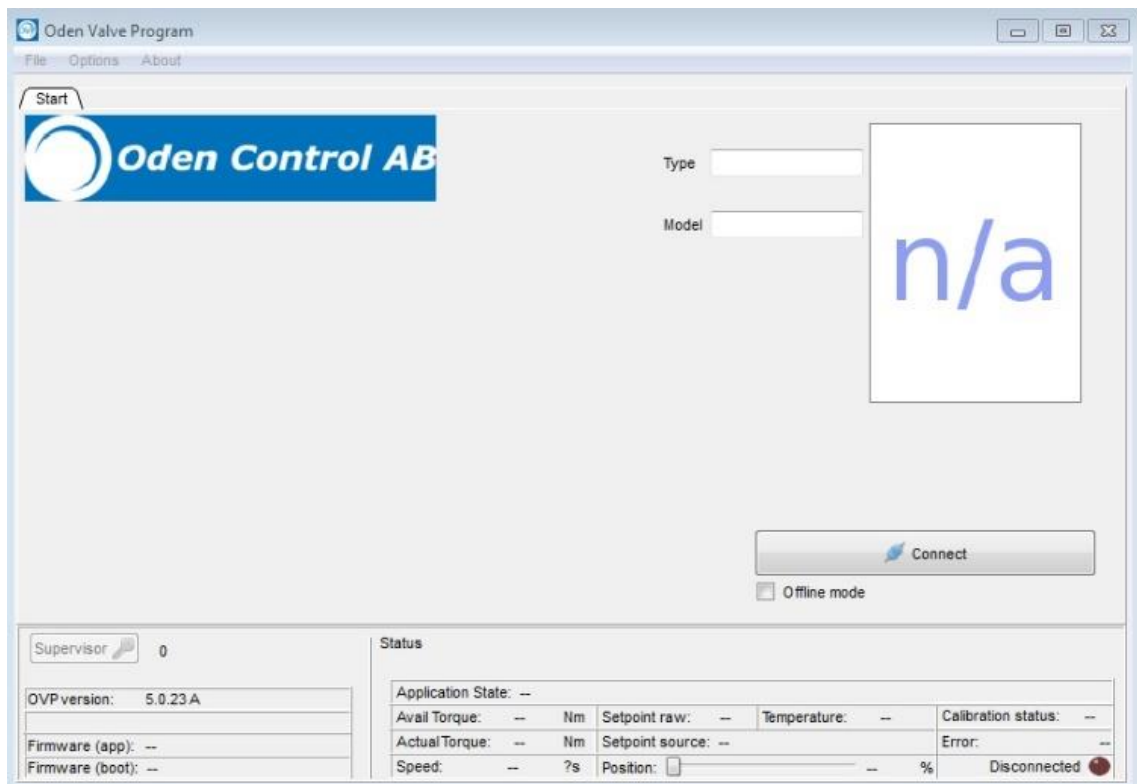 Oden Valve Program
File Options About
Start
Oden Control AB
Type
Model
n/a
Connect
Offline mode
Supervisor 0
OVP version: 5.0.23 A
Firmware (app): --
Firmware (boot): --
Status
Application State: --
Avail Torque: -- Nm Setpoint raw: -- Temperature: -- Calibration status: --
Actual Torque: -- Nm Setpoint source: -- Error: --
Speed: -- ?s Position: -- % Disconnected